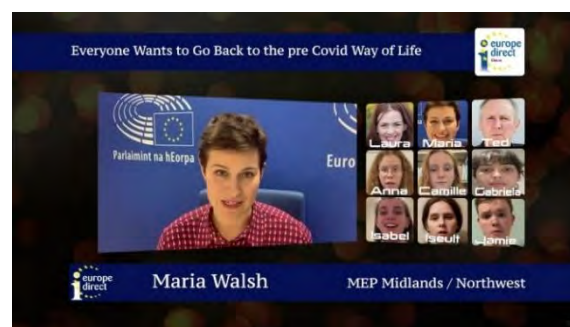 Everyone Wants to Go Back to the pre Covid Way of Life
europe
direct
Parlaimint na hEorpa
Euro
Laura
Maria
Ted
Anna
Camille
Gabriela
Isabel
Iseult
Jamie
europe
direct
Maria Walsh
MEP Midlands / Northwest